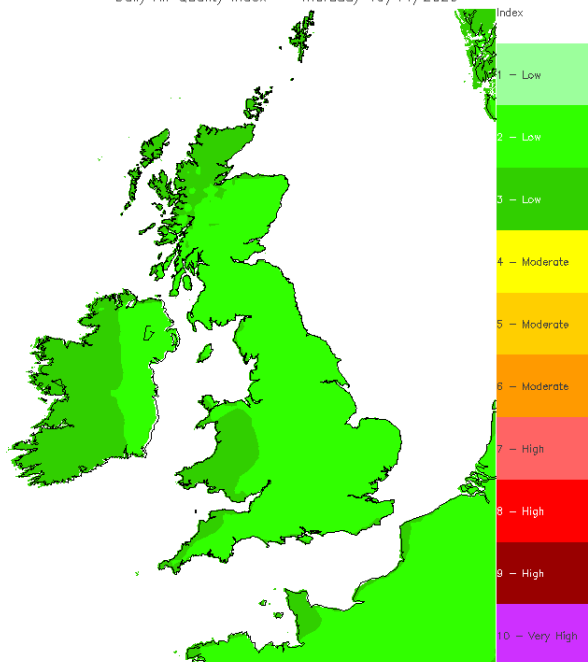 Index
1 - Low
2 - Low
3 - Low
4 - Moderate
5 - Moderate
6 - Moderate
7 - High
8 - High
9 - High
10 - Very High